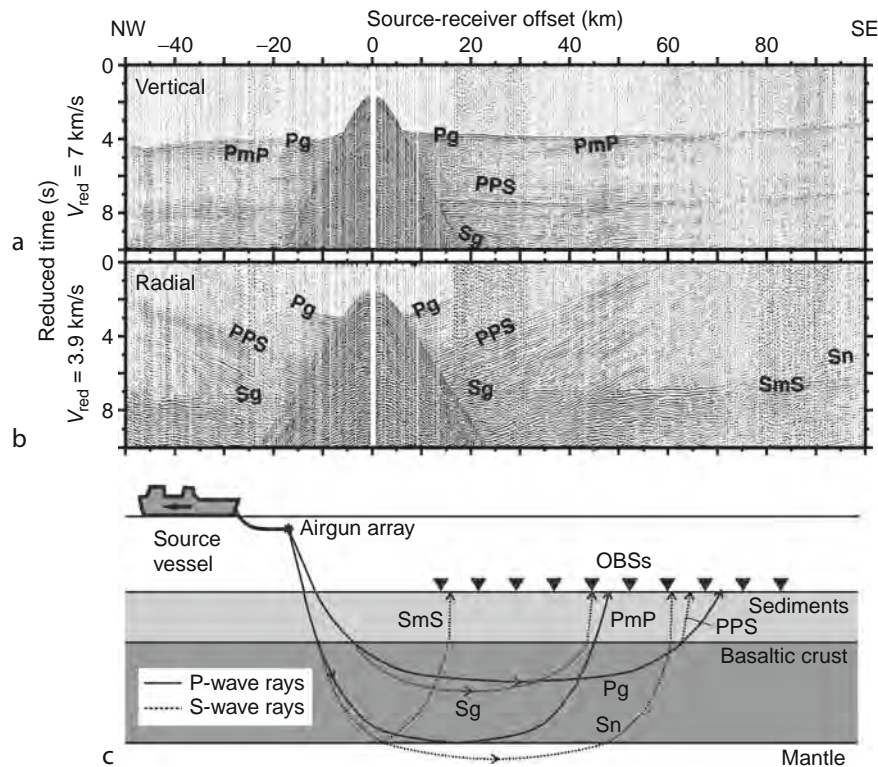 Source-receiver offset (km)
NW −40 −20 0 20 40 60 80 SE
Reduced time (s)
a
V_red = 7 km/s
0
4
8
Vertical
Pg Pg
PmP PmP
PPS
Sg
b
V_red = 3.9 km/s
0
4
8
Radial
Pg Pg
PPS PPS
Sn
Sg Sg SmS
Source vessel
Airgun array
OBSs
SmS PmP Sediments
PPS
Basaltic crust
P-wave rays
S-wave rays
Pg
Sg
Sn
c
Mantle